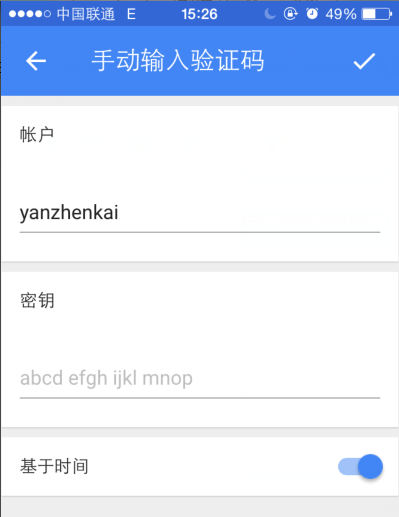 中国联通 E 15:26 49%
手动输入验证码
帐户
yanzhenkai
密钥
abcd efgh ijkl mnop
基于时间